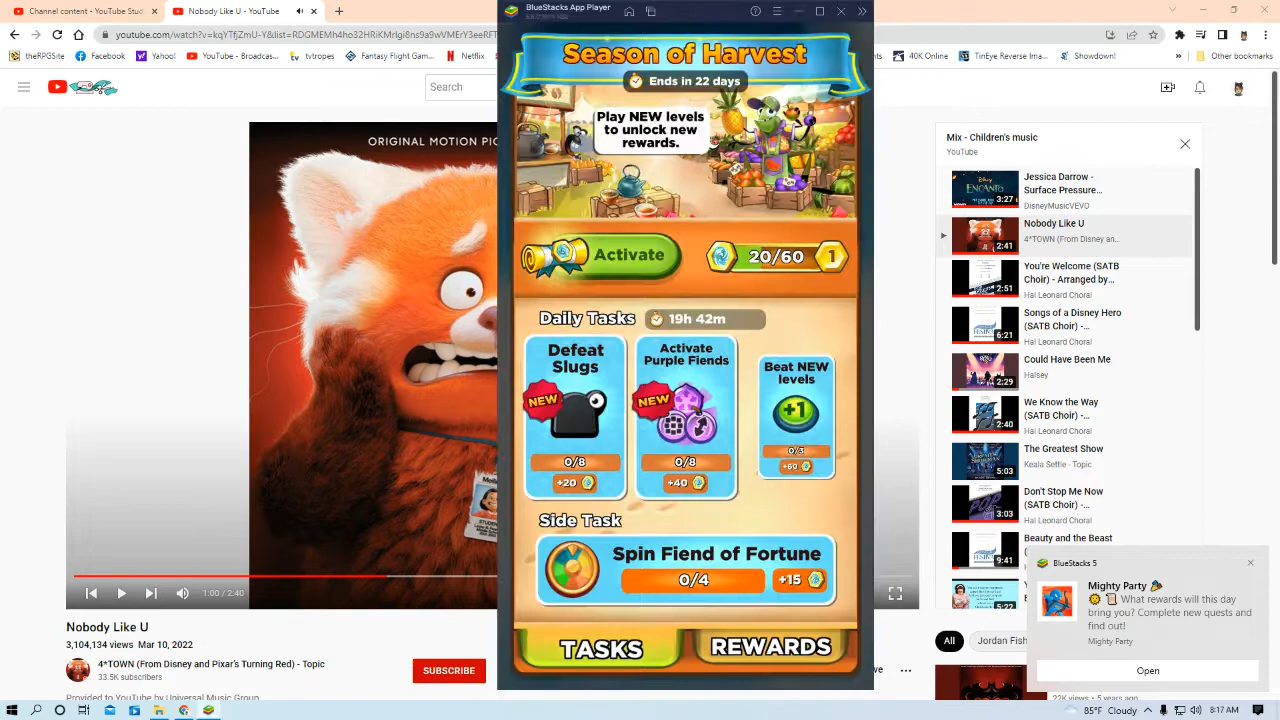 Content suggestions - YouTube
Nobody Like U - YouTube
BlueStacks App Player
youtube.com/watch?v=
theRPGSite
Facebook
Yahoo
YouTube - Broadcas...
tvtropes
KingsIsle
Gmail
Netflix
40K Online
TinEye Reverse Ima...
Showdown!
Other bookmarks
Search
Season of Harvest
Ends in 22 days
Play NEW levels
to unlock new
rewards.
Activate
20/60
1
Daily Tasks
19h 42m
Defeat
Slugs
NEW
0/8
+20
Activate
Purple Fiends
NEW
0/8
+40
Beat NEW
levels
+1
0/3
+60
Side Task
Spin Fiend of Fortune
0/4
+15
TASKS
REWARDS
ORIGINAL MOTION PIC
1:00 / 2:40
Nobody Like U
3,104,134 views Mar 10, 2022
4*TOWN (From Disney and Pixar's Turning Red) - Topic
33.5K subscribers
SUBSCRIBE
Provided to YouTube by Universal Music Group
Mix - Children's music
YouTube
Jessica Darrow -
Surface Pressure...
DisneyMusicVEVO
3:27
Nobody Like U
4*TOWN (From Disney an...
2:41
You're Welcome (SATB
Choir) - Arranged by...
Hal Leonard Choral
2:51
Songs of a Disney Hero
(SATB Choir) -...
Hal Leonard Choral
6:21
Could Have Been Me
Halsey
2:29
We Know the Way
(SATB Choir) -...
Hal Leonard Choral
2:40
The Greatest Show
Keala Settle - Topic
5:03
Don't Stop Me Now
(SATB Choir) -...
Hal Leonard Choral
3:03
Beauty and the Beast
9:41
5:22
BlueStacks 5
Mighty Party
What rewards will this day
bring you? Complete new quests and
find out!
Mighty Party
Open
All
Jordan Fish
22K views • 5 years ago
85°F Cloudy
8:17 AM